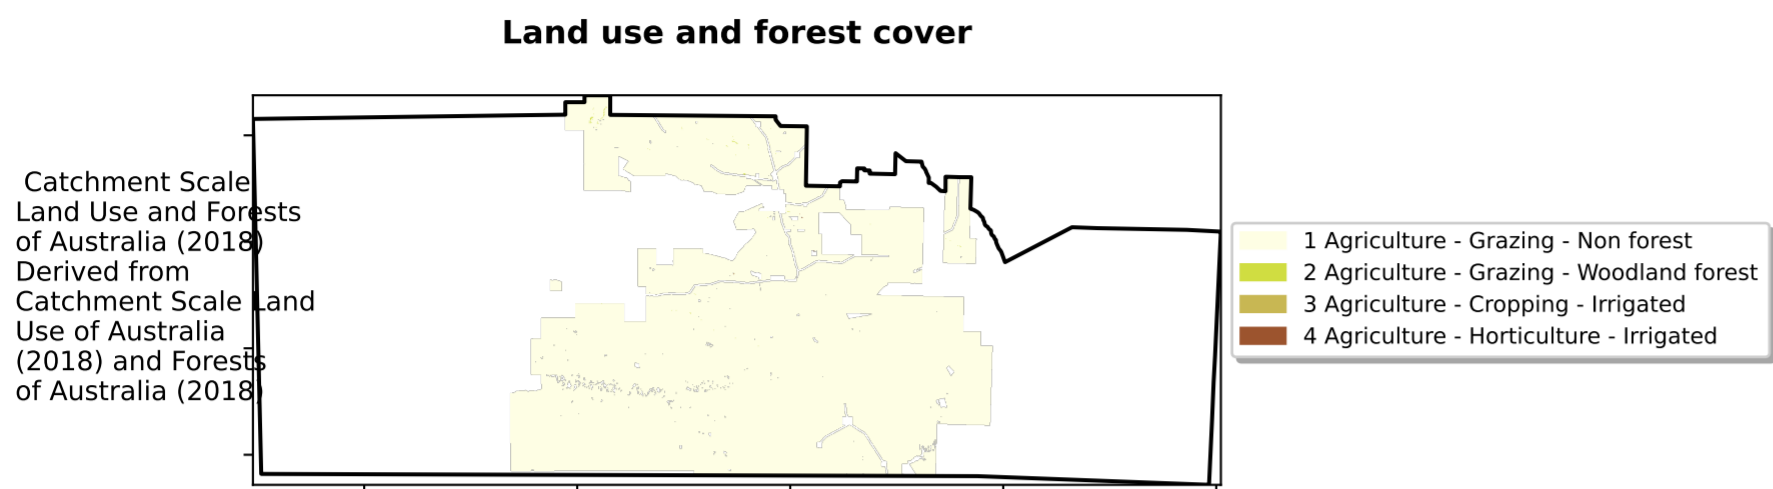 Land use and forest cover
Catchment Scale
Land Use and Forests
of Australia (2018)
Derived from
Catchment Scale Land
Use of Australia
(2018) and Forests
of Australia (2018)
1 Agriculture - Grazing - Non forest
2 Agriculture - Grazing - Woodland forest
3 Agriculture - Cropping - Irrigated
4 Agriculture - Horticulture - Irrigated